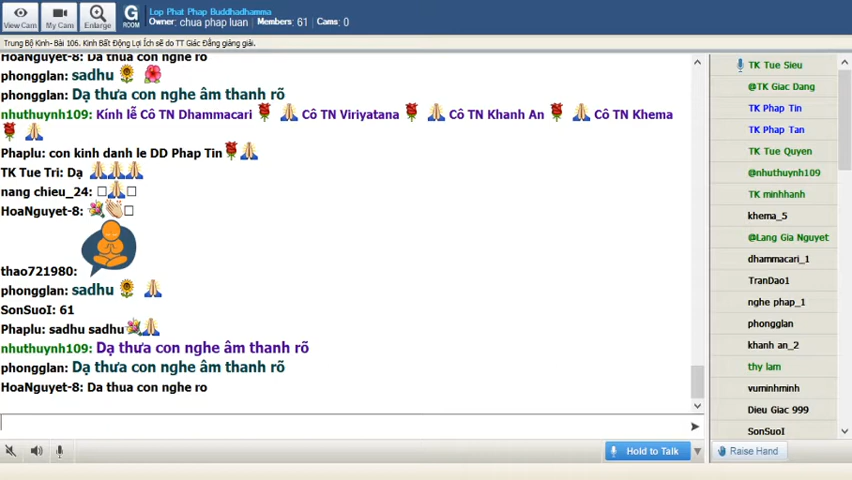 Lop Phat Phap Buddhadhamma
Owner: chua phap luan Members: 61 Cams: 0
View Cam
My Cam
Enlarge
G
ROOM
Trung Bộ Kinh- Bài 106. Kinh Bất Động Lợi Ích sẽ do TT Giác Đẳng giảng giải.
HoaNguyet-8: Da thua con nghe ro
phongglan: sadhu
phongglan: Dạ thưa con nghe âm thanh rõ
nhuthuynh109: Kính lễ Cô TN Dhammacari Cô TN Viriyatana Cô TN Khanh An Cô TN Khema
Phaplu: con kinh danh le DD Phap Tin
TK Tue Tri: Dạ
nang chieu_24:
HoaNguyet-8:
thao721980:
phongglan: sadhu
SonSuoI: 61
Phaplu: sadhu sadhu
nhuthuynh109: Dạ thưa con nghe âm thanh rõ
phongglan: Dạ thưa con nghe âm thanh rõ
HoaNguyet-8: Da thua con nghe ro
Hold to Talk
TK Tue Sieu
@TK Giac Dang
TK Phap Tin
TK Phap Tan
TK Tue Quyen
@nhuthuynh109
TK minhhanh
khema_5
@Lang Gia Nguyet
dhammacari_1
TranDao1
nghe phap_1
phongglan
khanh an_2
thy lam
vuminhminh
Dieu Giac 999
SonSuoI
Raise Hand